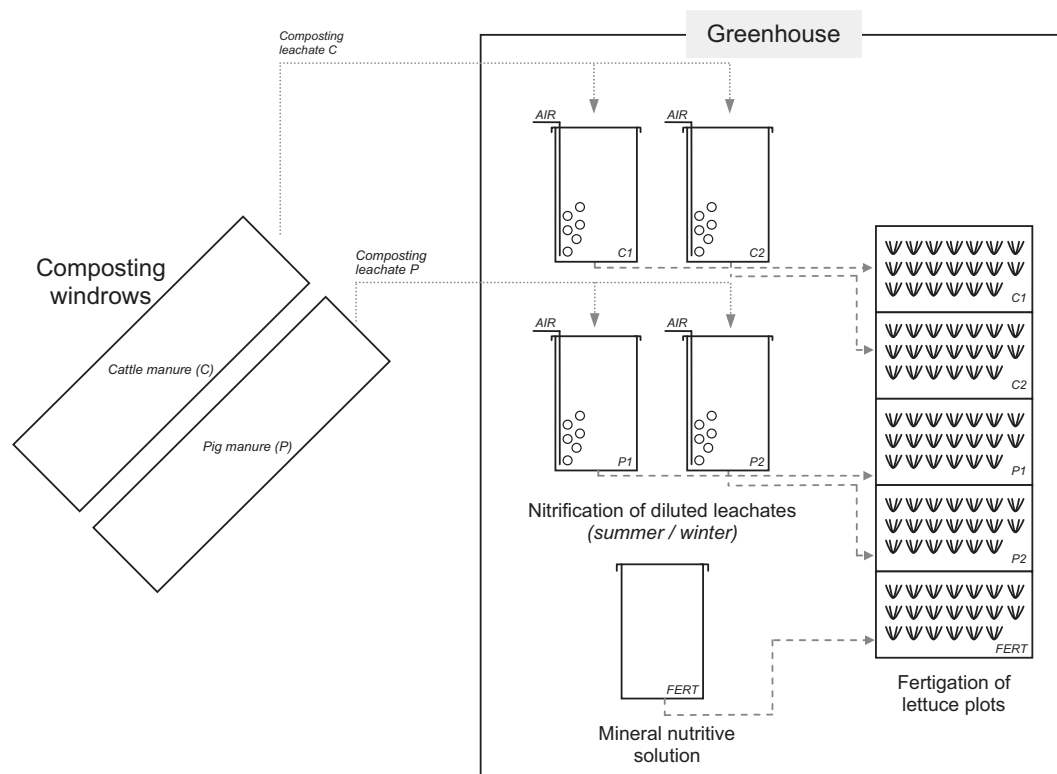 Composting
leachate C
Greenhouse
AIR
AIR
C1
C2
Composting
leachate P
Composting
windrows
Cattle manure (C)
Pig manure (P)
AIR
AIR
P1
P2
Nitrification of diluted leachates
(summer / winter)
FERT
Mineral nutritive
solution
C1
C2
P1
P2
FERT
Fertigation of
lettuce plots